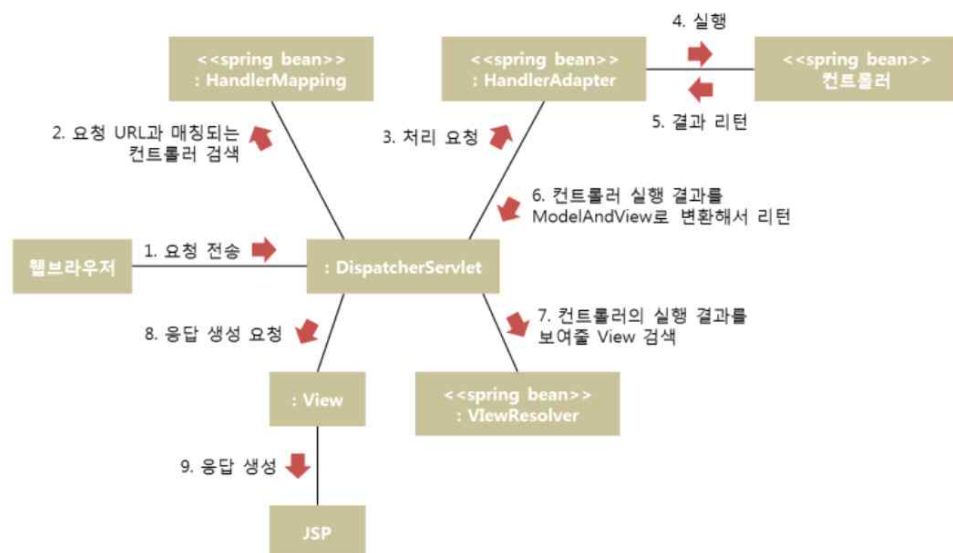 4. 실행
<<spring bean>>
: HandlerMapping
<<spring bean>>
: HandlerAdapter
<<spring bean>>
컨트롤러
5. 결과 리턴
2. 요청 URL과 매칭되는
컨트롤러 검색
3. 처리 요청
6. 컨트롤러 실행 결과를
ModelAndView로 변환해서 리턴
1. 요청 전송
웹브라우저
: DispatcherServlet
7. 컨트롤러의 실행 결과를
보여줄 View 검색
8. 응답 생성 요청
: View
<<spring bean>>
: VIewResolver
9. 응답 생성
JSP